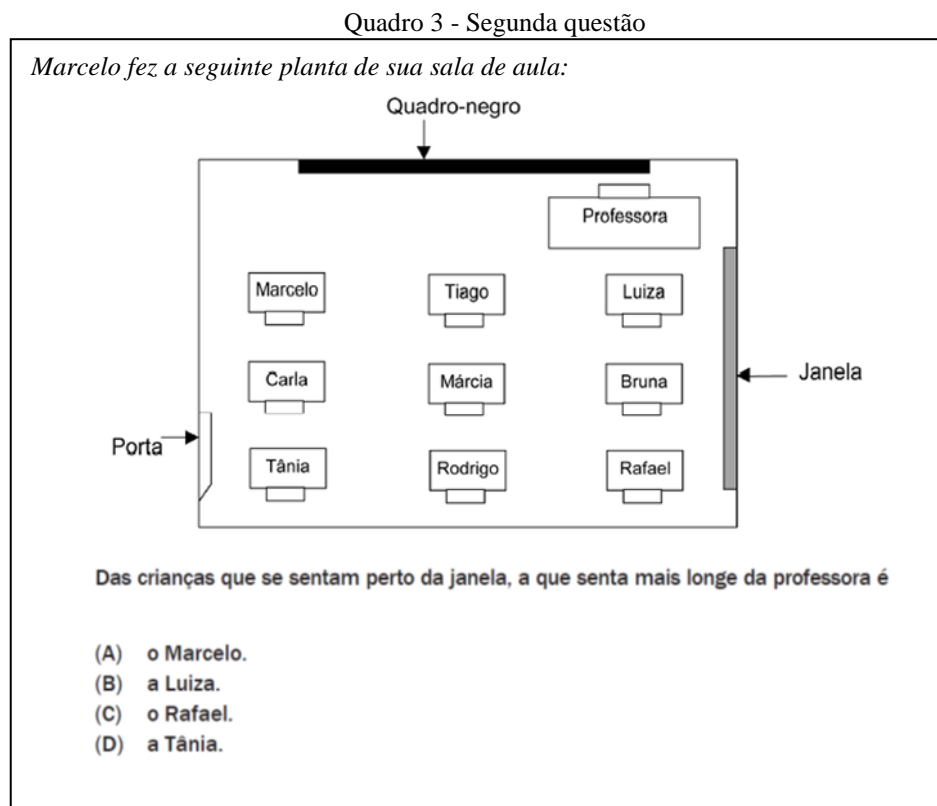 Quadro 3 - Segunda questão
Marcelo fez a seguinte planta de sua sala de aula:
Quadro-negro
Professora
Marcelo Tiago Luiza
Carla Márcia Bruna
Janela
Porta
Tânia Rodrigo Rafael
Das crianças que se sentam perto da janela, a que senta mais longe da professora é
(A) o Marcelo.
(B) a Luiza.
(C) o Rafael.
(D) a Tânia.